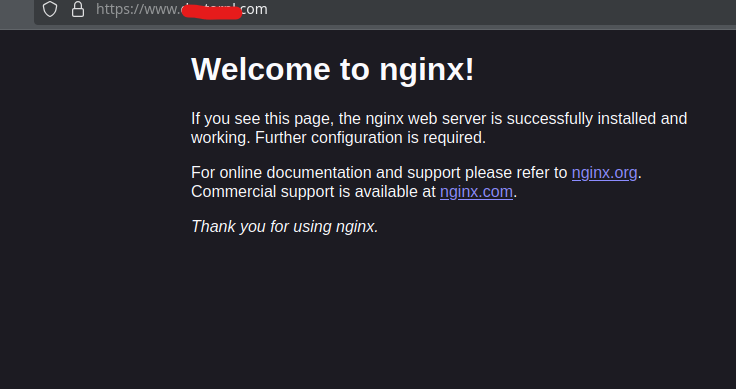 https://www. .com
Welcome to nginx!
If you see this page, the nginx web server is successfully installed and
working. Further configuration is required.
For online documentation and support please refer to nginx.org.
Commercial support is available at nginx.com.
Thank you for using nginx.